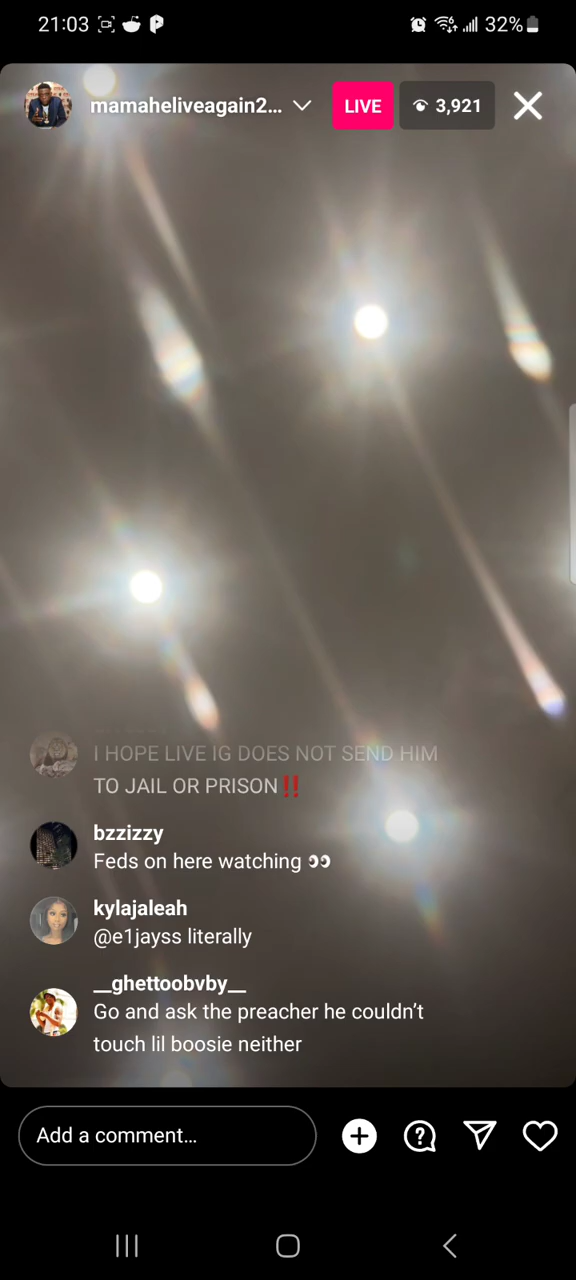 21:03
32%
mamaheliveagain2...
LIVE
3,921
I HOPE LIVE IG DOES NOT SEND HIM
TO JAIL OR PRISON‼️
bzzizzy
Feds on here watching 👀
kylajaleah
@e1jayss literally
__ghettoobvby__
Go and ask the preacher he couldn't
touch lil boosie neither
Add a comment...